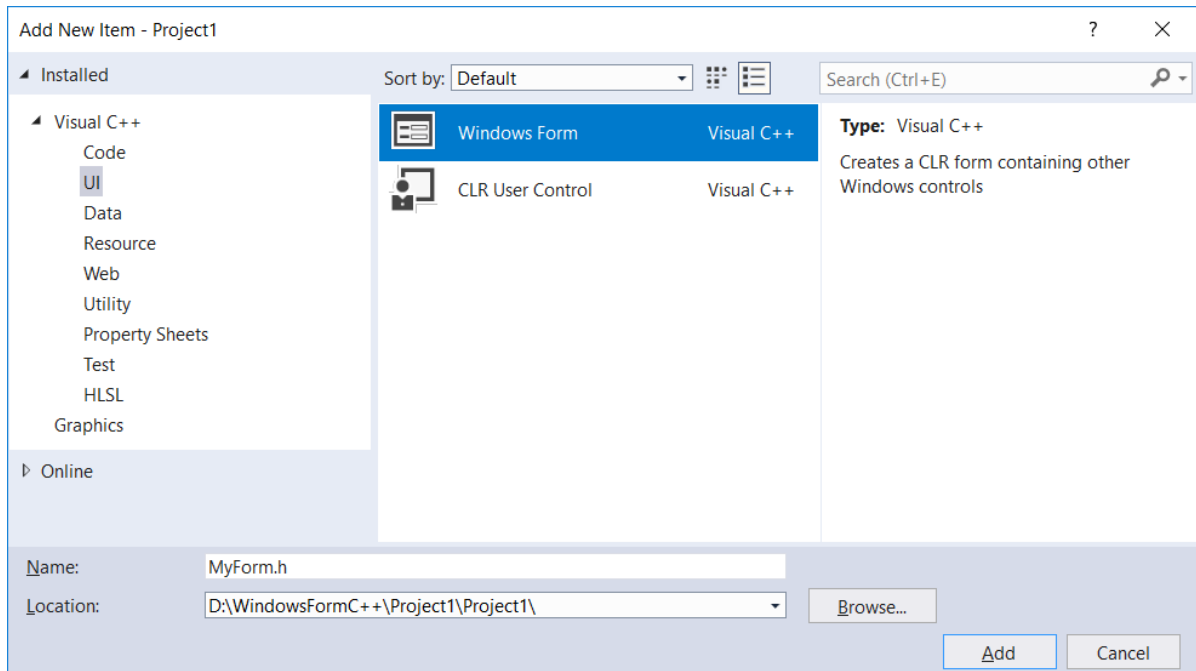 Add New Item - Project1
?
Installed
Sort by: Default
Search (Ctrl+E)
Visual C++
Code
UI
Data
Resource
Web
Utility
Property Sheets
Test
HLSL
Graphics
Online
Windows Form Visual C++
CLR User Control Visual C++
Type: Visual C++
Creates a CLR form containing other
Windows controls
Name: MyForm.h
Location: D:\WindowsFormC++\Project1\Project1\
Browse...
Add Cancel